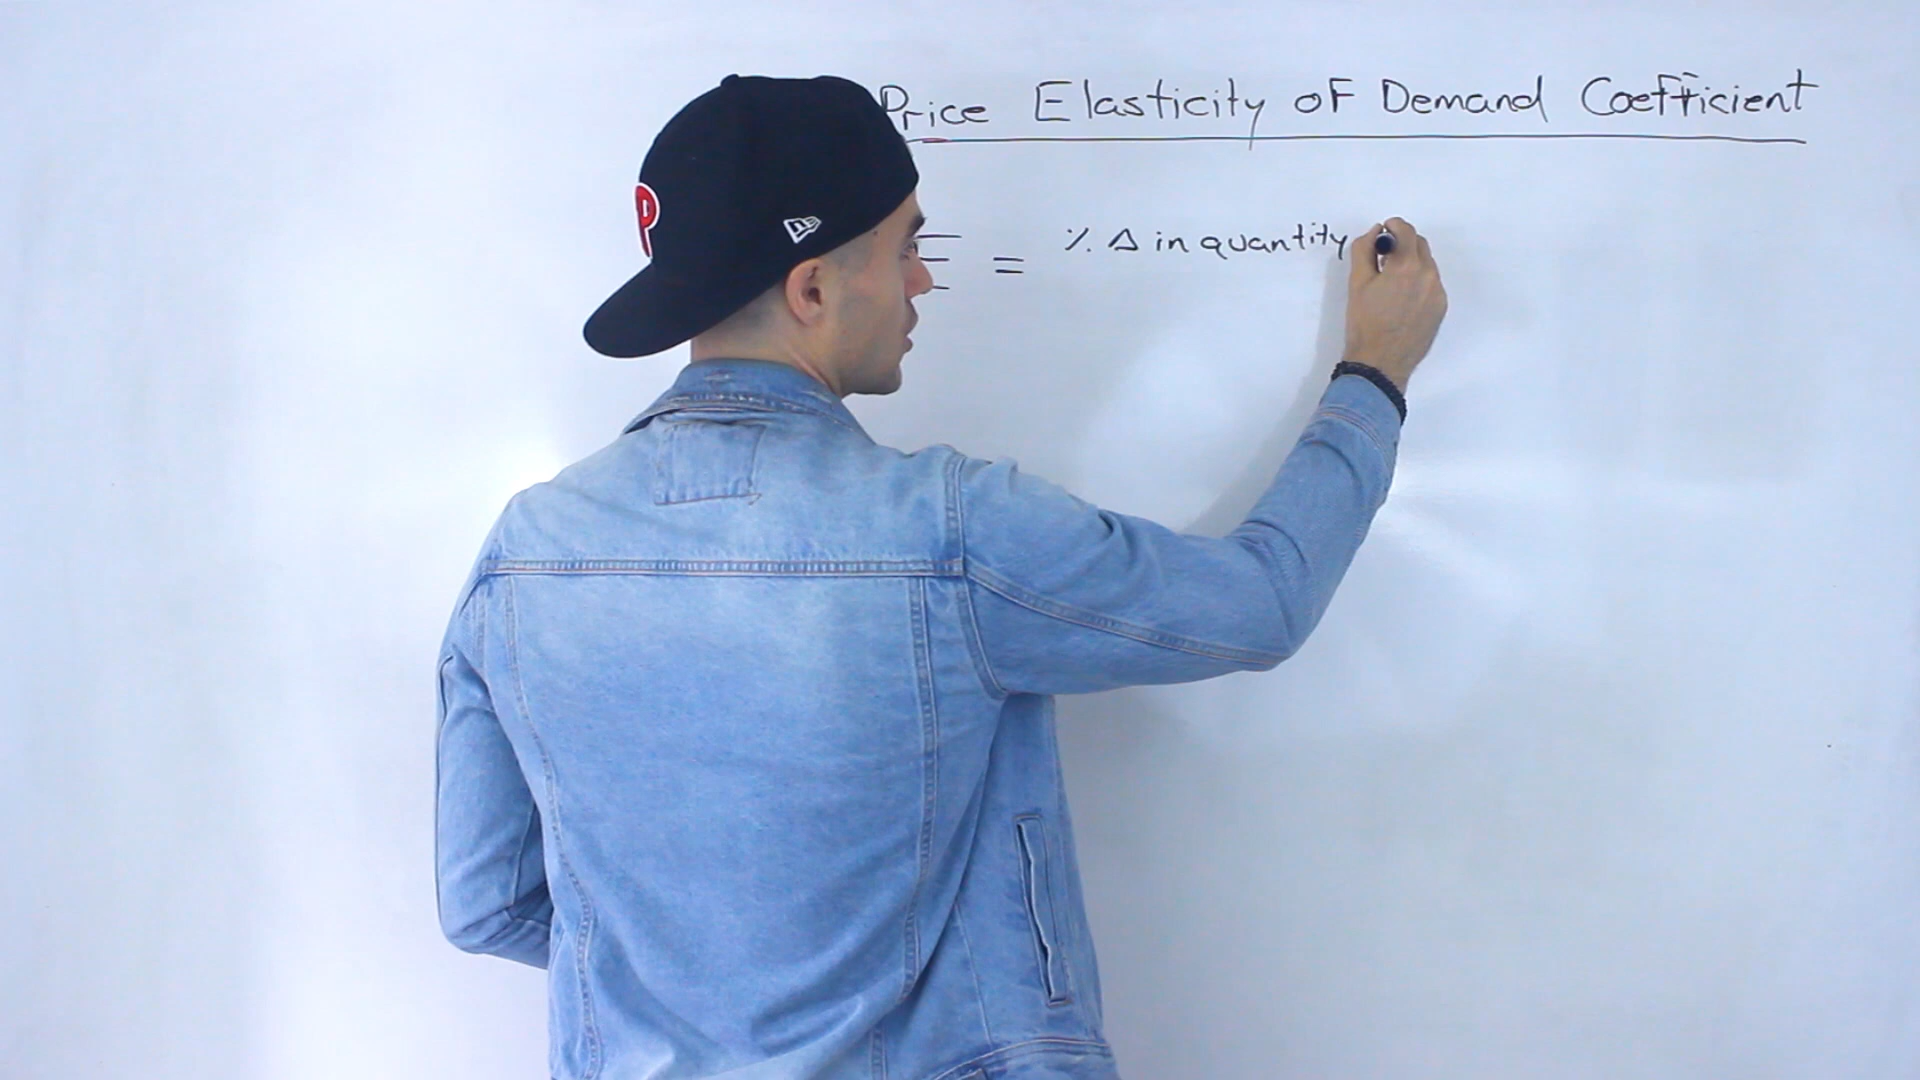 Price Elasticity of Demand Coefficient
E = % Δ in quantity
P